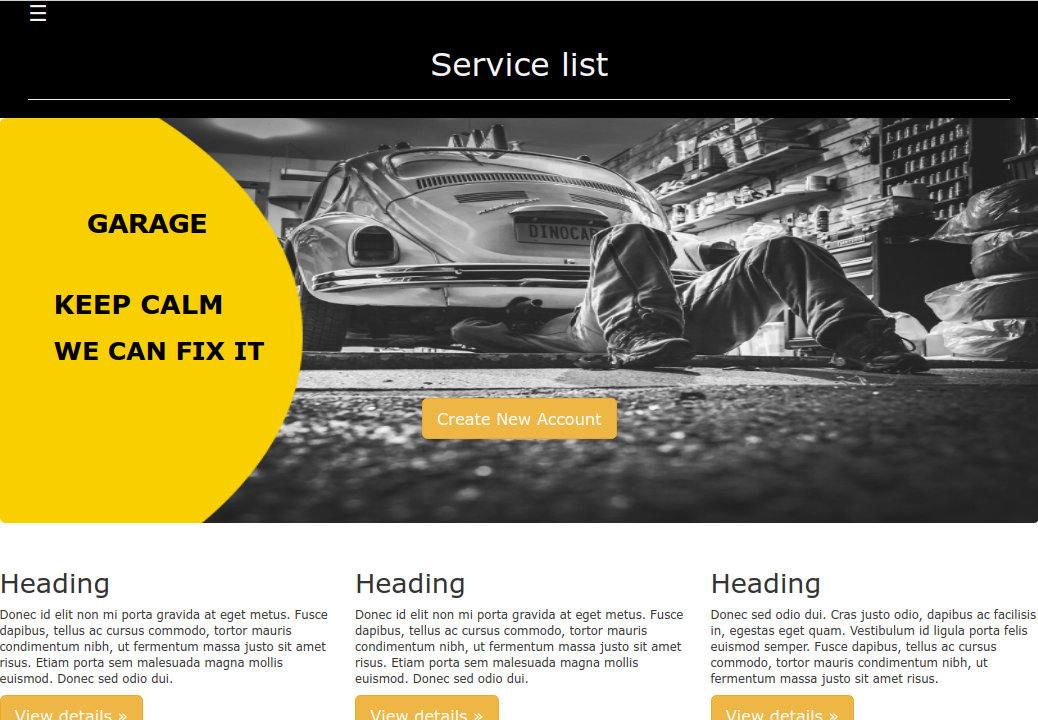 ☰
Service list
GARAGE
KEEP CALM
WE CAN FIX IT
DINOCAR
Create New Account
Heading
Donec id elit non mi porta gravida at eget metus. Fusce
dapibus, tellus ac cursus commodo, tortor mauris
condimentum nibh, ut fermentum massa justo sit amet
risus. Etiam porta sem malesuada magna mollis
euismod. Donec sed odio dui.
View details »
Heading
Donec id elit non mi porta gravida at eget metus. Fusce
dapibus, tellus ac cursus commodo, tortor mauris
condimentum nibh, ut fermentum massa justo sit amet
risus. Etiam porta sem malesuada magna mollis
euismod. Donec sed odio dui.
View details »
Heading
Donec sed odio dui. Cras justo odio, dapibus ac facilisis
in, egestas eget quam. Vestibulum id ligula porta felis
euismod semper. Fusce dapibus, tellus ac cursus
commodo, tortor mauris condimentum nibh, ut
fermentum massa justo sit amet risus.
View details »